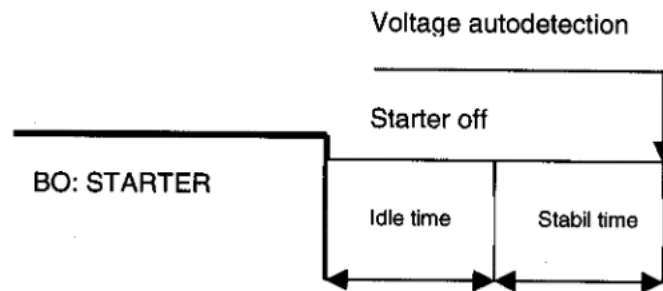 Voltage autodetection
Starter off
BO: STARTER
Idle time
Stabil time